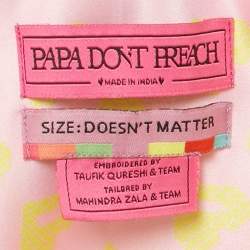 PAPA DON'T PREACH
♥ MADE IN INDIA ♥
SIZE: DOESN'T MATTER
EMBROIDERED BY
TAUFIK QURESHI & TEAM
TAILORED BY
MAHINDRA ZALA & TEAM